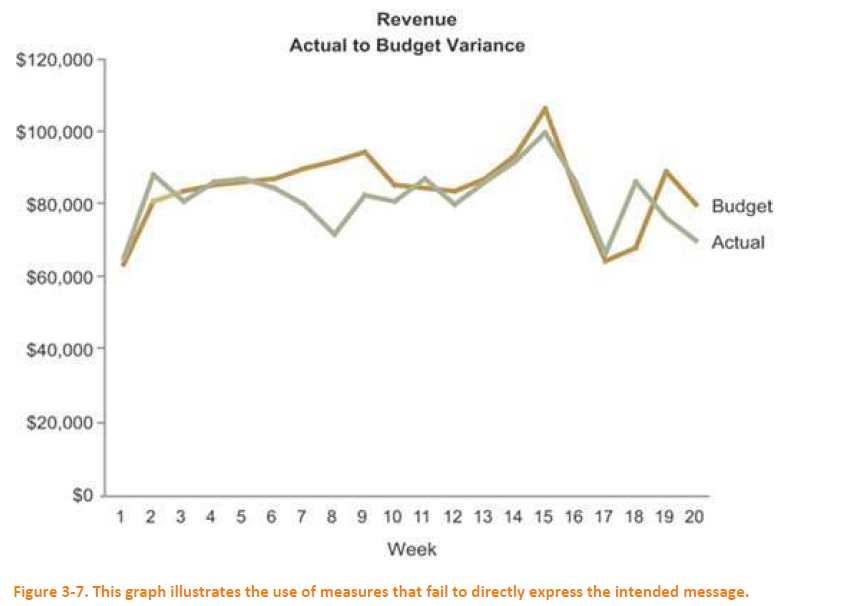 Revenue
Actual to Budget Variance
$120,000
$100,000
$80,000
$60,000
$40,000
$20,000
$0
Budget
Actual
1 2 3 4 5 6 7 8 9 10 11 12 13 14 15 16 17 18 19 20
Week
Figure 3-7. This graph illustrates the use of measures that fail to directly express the intended message.